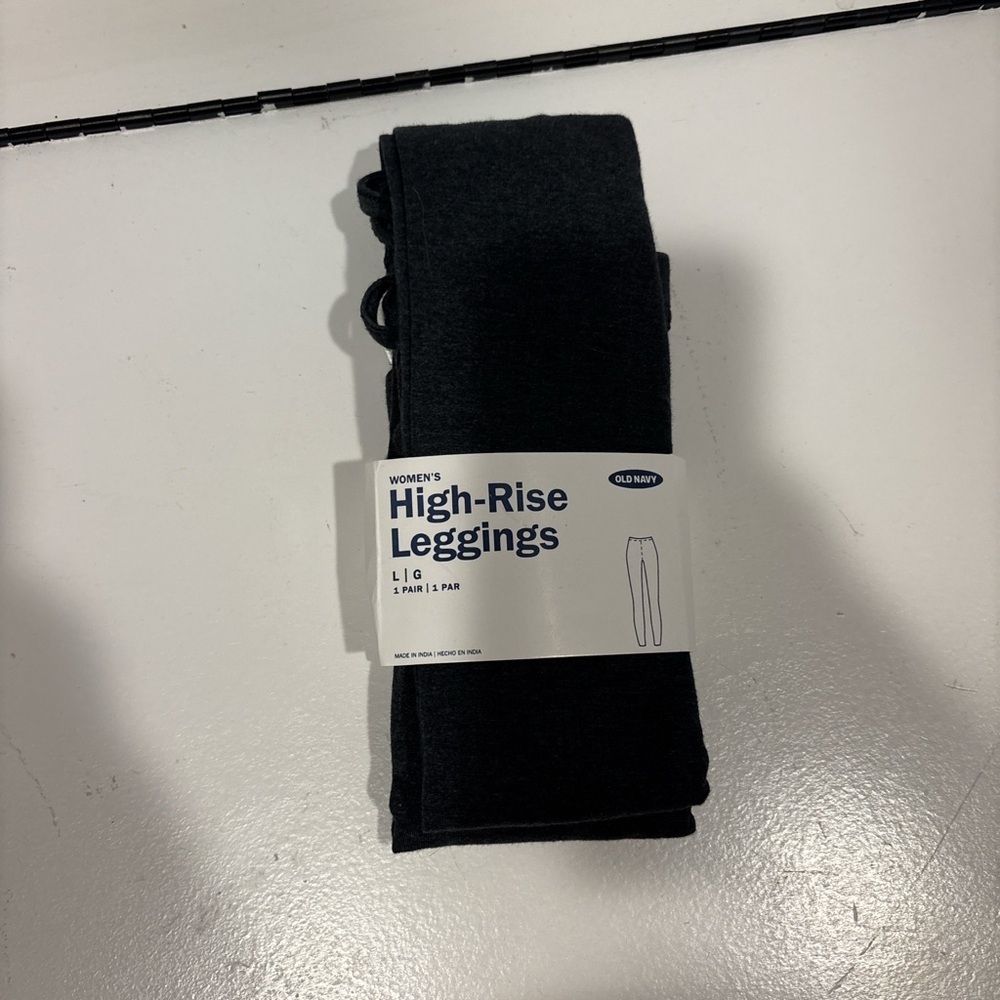 WOMEN'S
OLD NAVY
High-Rise
Leggings
L | G
1 PAIR | 1 PAR
MADE IN INDIA | HECHO EN INDIA